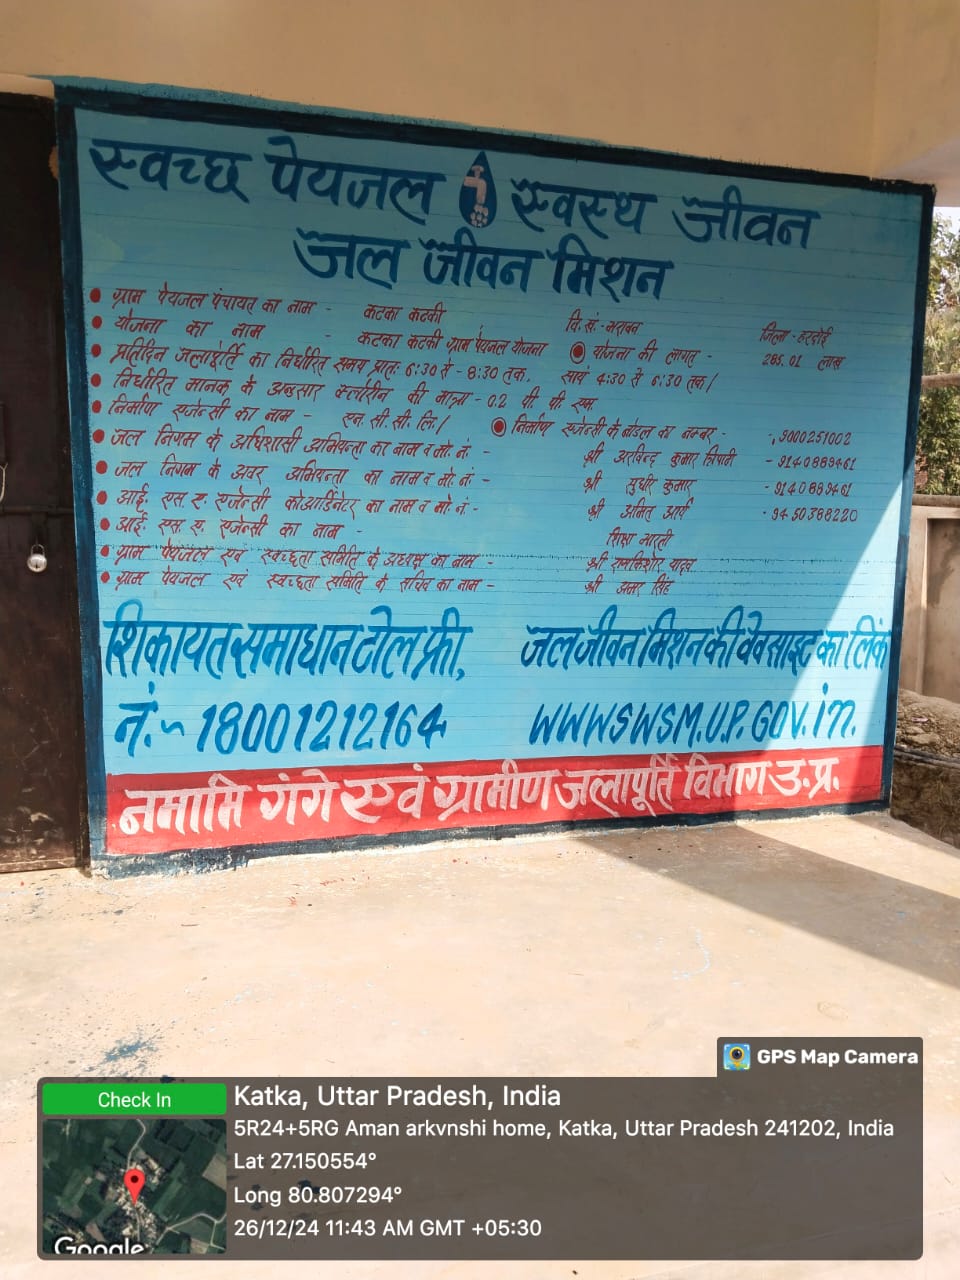 स्वच्छ पेयजल स्वस्थ जीवन
जल जीवन मिशन
ग्राम पेयजल पंचायत का नाम - कटका कटकी वि. खं.- भरावन जिला- हरदोई
योजना का नाम - कटका कटकी ग्राम पेयजल योजना योजना की लागत - 285.01 लाख
प्रतिदिन जलापूर्ति का निर्धारित समय प्रातः 6:30 से - 8:30 तक. सायं 4:30 से 6:30 तक/
निर्धारित मानक के अनुसार क्लोरीन की मात्रा - 0.2 पी. पी. एम.
निर्माण एजेन्सी का नाम - एन. सी. सी. लि./ निर्माण एजेन्सी के नोडल का नम्बर - 9000251002
जल निगम के अधिशासी अभियन्ता का नाम व मो. नं. - श्री अरविन्द कुमार त्रिपाठी - 9140889461
जल निगम के अवर अभियन्ता का नाम व मो. नं. - श्री सुधीर कुमार - 9140889461
आई. एस. ए. एजेन्सी कोआर्डिनेटर का नाम व मो. नं. - श्री अमित आर्य - 9450368220
आई. एस. ए. एजेन्सी का नाम - शिक्षा भारती
ग्राम पेयजल एवं स्वच्छता समिति के अध्यक्ष का नाम - श्री रामकिशोर यादव
ग्राम पेयजल एवं स्वच्छता समिति के सचिव का नाम - श्री अमर सिंह
शिकायत समाधान टोल फ्री, जल जीवन मिशन की वेबसाइट का लिंक
नं.~ 18001212164 WWWSWSM.U.P.GOV.in.
नमामि गंगे एवं ग्रामीण जलापूर्ति विभाग उ.प्र.
GPS Map Camera
Check In
Katka, Uttar Pradesh, India
5R24+5RG Aman arkvnshi home, Katka, Uttar Pradesh 241202, India
Lat 27.150554°
Long 80.807294°
26/12/24 11:43 AM GMT +05:30
Google